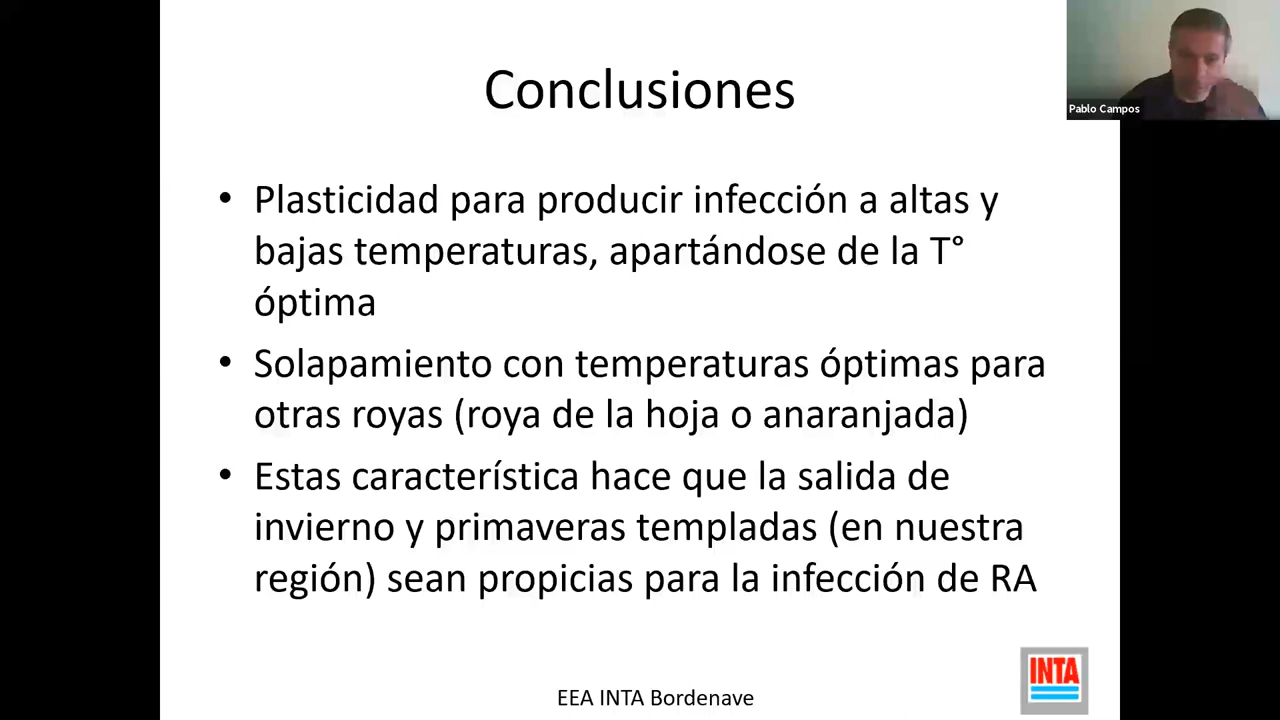 Conclusiones
Pablo Campos
• Plasticidad para producir infección a altas y
bajas temperaturas, apartándose de la T°
óptima
• Solapamiento con temperaturas óptimas para
otras royas (roya de la hoja o anaranjada)
• Estas característica hace que la salida de
invierno y primaveras templadas (en nuestra
región) sean propicias para la infección de RA
INTA
EEA INTA Bordenave